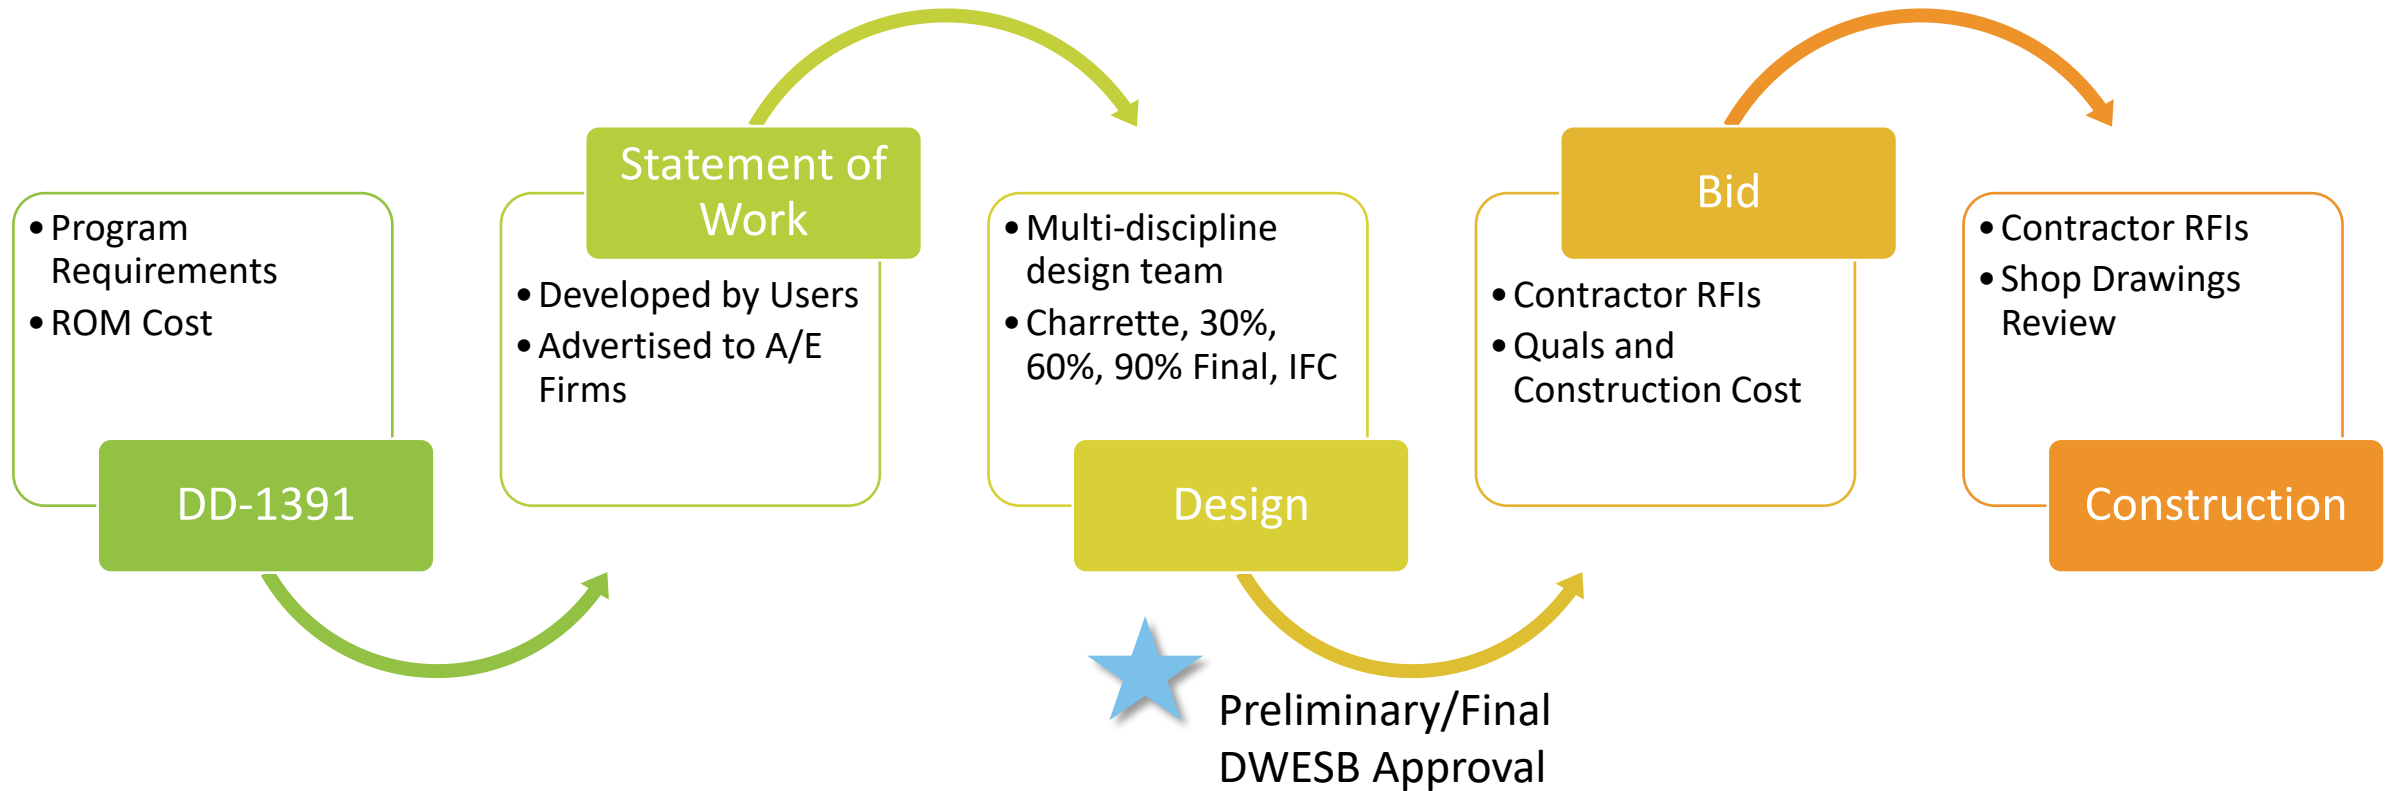 • Program
Requirements
• ROM Cost
DD-1391
Statement of
Work
• Developed by Users
• Advertised to A/E
Firms
• Multi-discipline
design team
• Charrette, 30%,
60%, 90% Final, IFC
Design
Preliminary/Final
DWESB Approval
Bid
• Contractor RFIs
• Quals and
Construction Cost
• Contractor RFIs
• Shop Drawings
Review
Construction